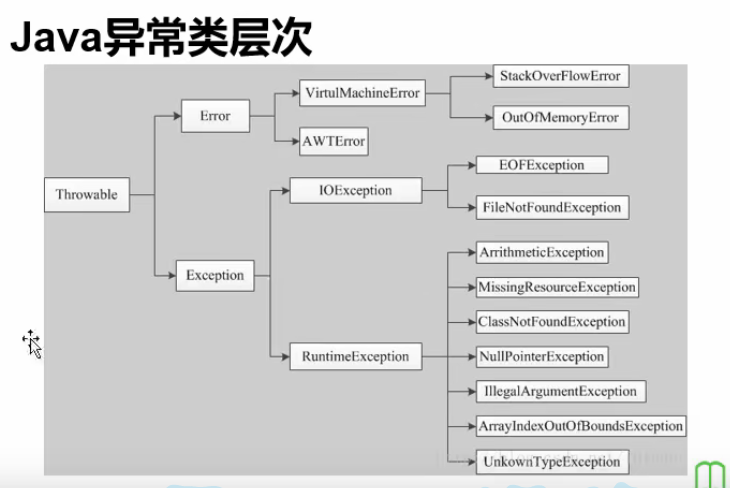 Java异常类层次
StackOverFlowError
VirtulMachineError
Error
OutOfMemoryError
AWTError
EOFException
Throwable
IOException
FileNotFoundException
ArrithmeticException
Exception
MissingResourceException
ClassNotFoundException
RuntimeException
NullPointerException
IllegalArgumentException
ArrayIndexOutOfBoundsException
UnkownTypeException